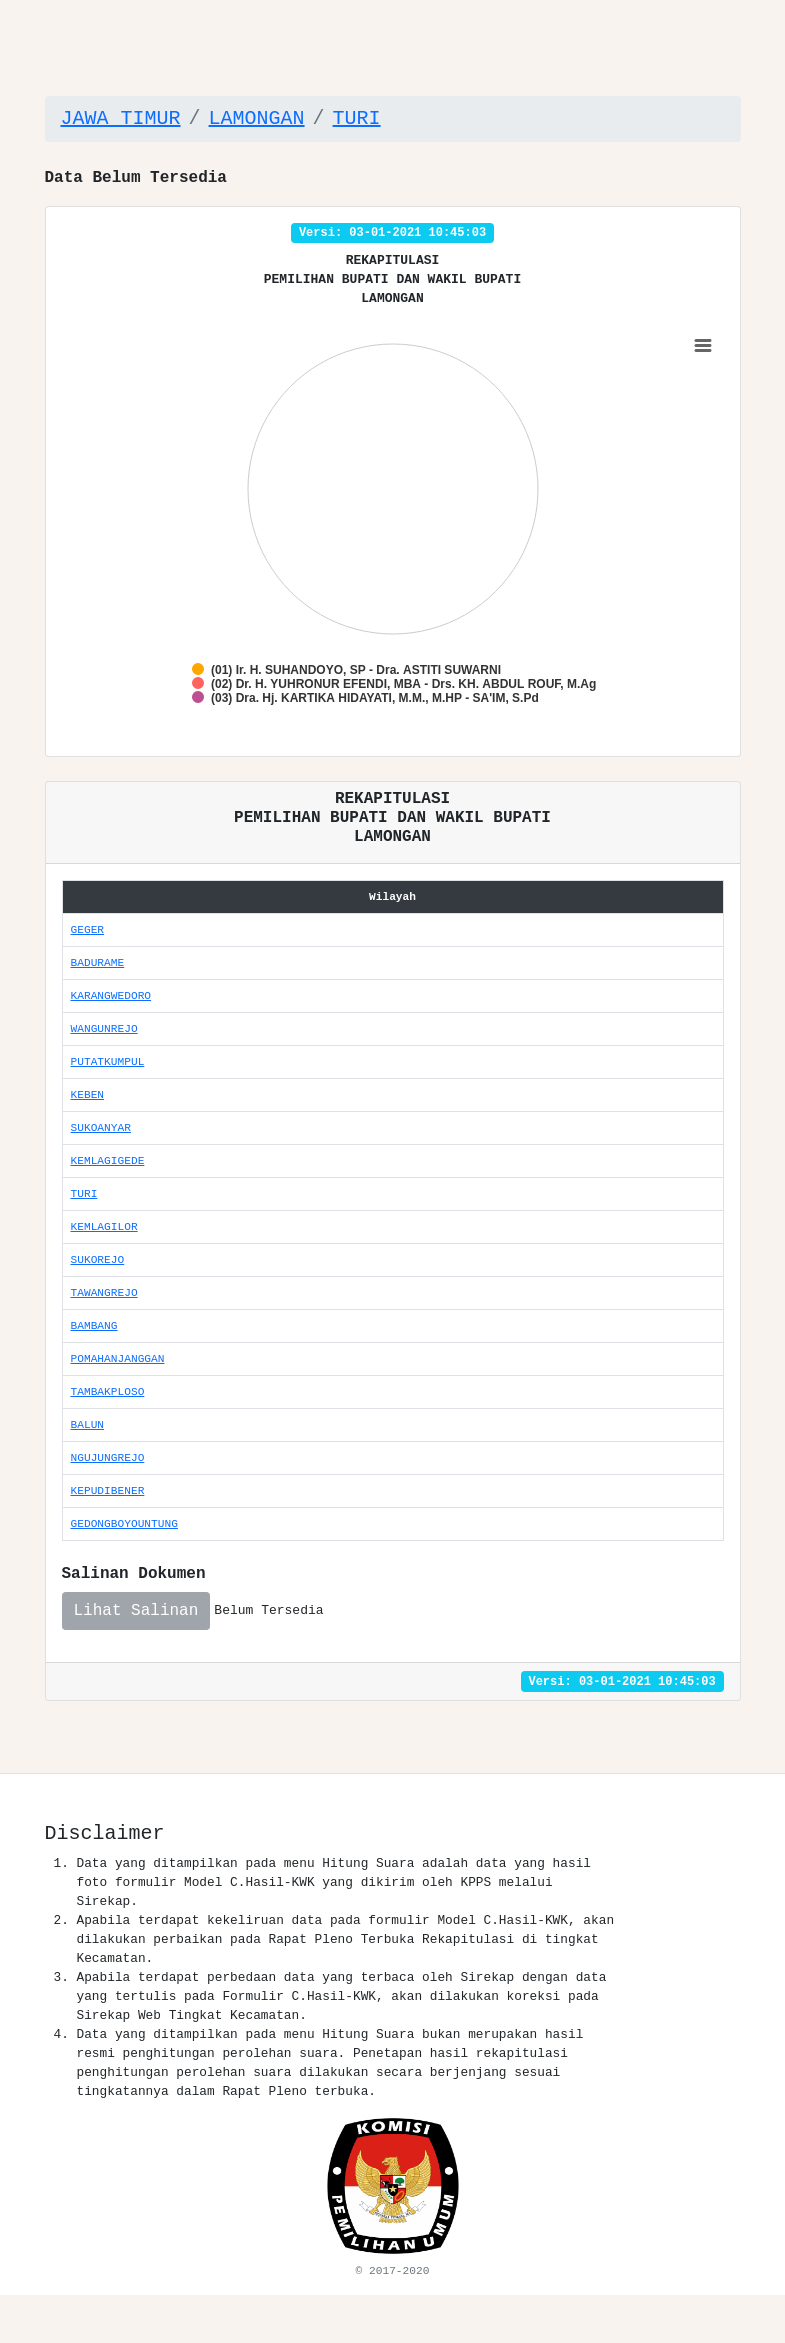 JAWA TIMUR / LAMONGAN / TURI
Data Belum Tersedia
Versi: 03-01-2021 10:45:03
REKAPITULASI
PEMILIHAN BUPATI DAN WAKIL BUPATI
LAMONGAN
(01) Ir. H. SUHANDOYO, SP - Dra. ASTITI SUWARNI
(02) Dr. H. YUHRONUR EFENDI, MBA - Drs. KH. ABDUL ROUF, M.Ag
(03) Dra. Hj. KARTIKA HIDAYATI, M.M., M.HP - SA'IM, S.Pd
REKAPITULASI
PEMILIHAN BUPATI DAN WAKIL BUPATI
LAMONGAN
Wilayah
GEGER
BADURAME
KARANGWEDORO
WANGUNREJO
PUTATKUMPUL
KEBEN
SUKOANYAR
KEMLAGIGEDE
TURI
KEMLAGILOR
SUKOREJO
TAWANGREJO
BAMBANG
POMAHANJANGGAN
TAMBAKPLOSO
BALUN
NGUJUNGREJO
KEPUDIBENER
GEDONGBOYOUNTUNG
Salinan Dokumen
Lihat Salinan Belum Tersedia
Versi: 03-01-2021 10:45:03
Disclaimer
1. Data yang ditampilkan pada menu Hitung Suara adalah data yang hasil
foto formulir Model C.Hasil-KWK yang dikirim oleh KPPS melalui
Sirekap.
2. Apabila terdapat kekeliruan data pada formulir Model C.Hasil-KWK, akan
dilakukan perbaikan pada Rapat Pleno Terbuka Rekapitulasi di tingkat
Kecamatan.
3. Apabila terdapat perbedaan data yang terbaca oleh Sirekap dengan data
yang tertulis pada Formulir C.Hasil-KWK, akan dilakukan koreksi pada
Sirekap Web Tingkat Kecamatan.
4. Data yang ditampilkan pada menu Hitung Suara bukan merupakan hasil
resmi penghitungan perolehan suara. Penetapan hasil rekapitulasi
penghitungan perolehan suara dilakukan secara berjenjang sesuai
tingkatannya dalam Rapat Pleno terbuka.
KOMISI
PEMILIHAN UMUM
© 2017-2020